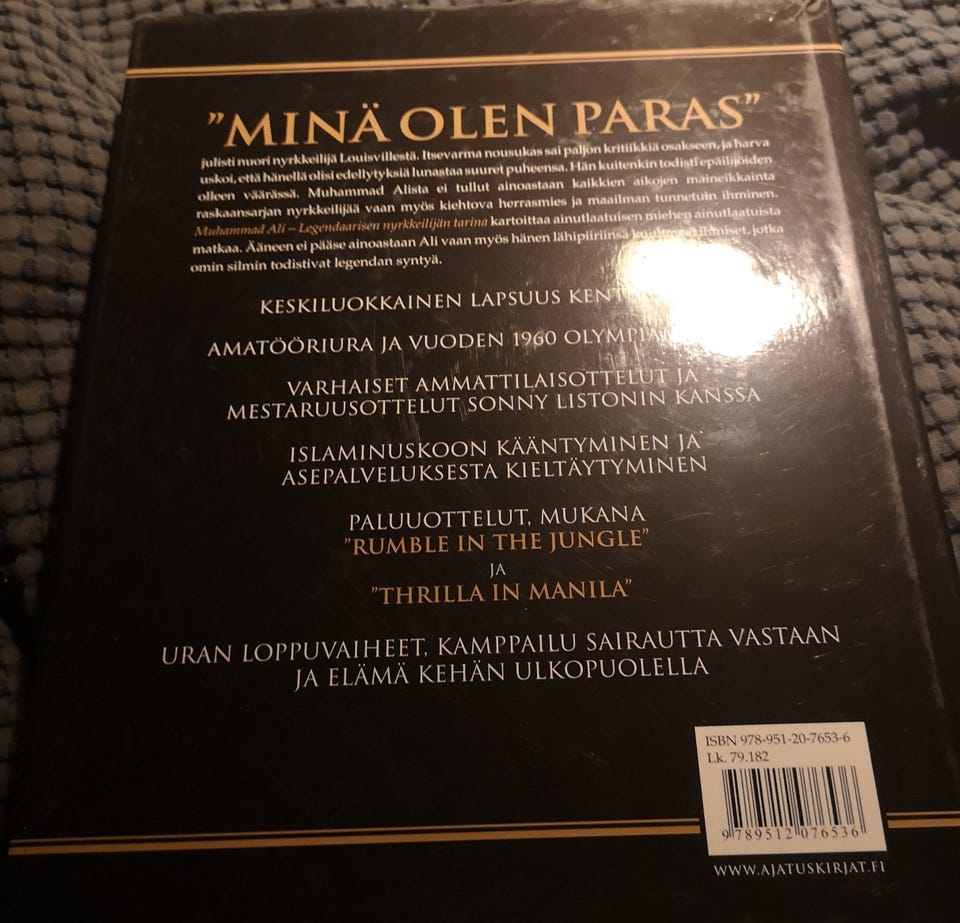 ”MINÄ OLEN PARAS”
julisti nuori nyrkkeilijä Louisvillestä. Itsevarma nousukas sai paljon kritiikkiä osakseen, ja harva
uskoi, että hänellä olisi edellytyksiä lunastaa suuret puheensa. Hän kuitenkin todisti epäilijöiden
olleen väärässä. Muhammad Alista ei tullut ainoastaan kaikkien aikojen maineikkainta
raskaansarjan nyrkkeilijää vaan myös kiehtova herrasmies ja maailman tunnetuin ihminen.
Muhammad Ali – Legendaarisen nyrkkeilijän tarina kartoittaa ainutlaatuisen miehen ainutlaatuista
matkaa. Ääneen ei pääse ainoastaan Ali vaan myös hänen lähipiiriinsä ihmiset, jotka
omin silmin todistivat legendan syntyä.
KESKILUOKKAINEN LAPSUUS
AMATÖÖRIURA JA VUODEN 1960
VARHAISET AMMATTILAISOTTELUT JA
MESTARUUSOTTELUT SONNY LISTONIN KANSSA
ISLAMINUSKOON KÄÄNTYMINEN JA
ASEPALVELUKSESTA KIELTÄYTYMINEN
PALUUOTTELUT, MUKANA
”RUMBLE IN THE JUNGLE”
JA
”THRILLA IN MANILA”
URAN LOPPUVAIHEET, KAMPPAILU SAIRAUTTA VASTAAN
JA ELÄMÄ KEHÄN ULKOPUOLELLA
ISBN 978-951-20-7653-6
Lk. 79.182
9 789512 076536
WWW.AJATUSKIRJAT.FI